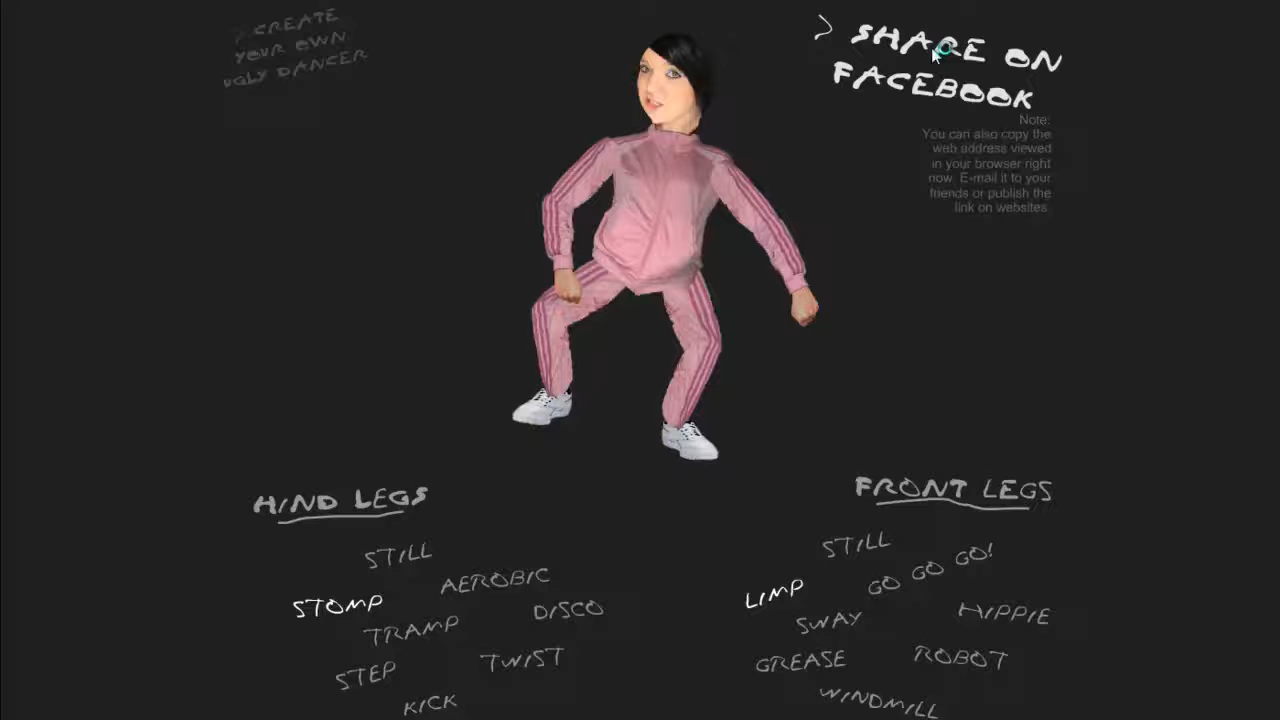 > CREATE
YOUR OWN
UGLY DANCER
> SHARE ON
FACEBOOK
Note:
You can also copy the
web address viewed
in your browser right
now. E-mail it to your
friends or publish the
link on websites.
HIND LEGS
STILL
AEROBIC
STOMP
DISCO
TRAMP
TWIST
STEP
KICK
FRONT LEGS
STILL
GO GO GO!
LIMP
HIPPIE
SWAY
GREASE
ROBOT
WINDMILL